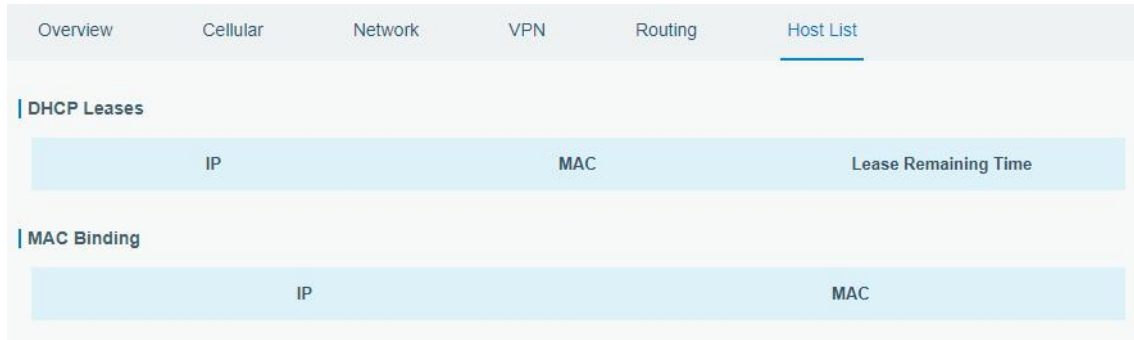 Overview Cellular Network VPN Routing Host List
DHCP Leases
IP MAC Lease Remaining Time
MAC Binding
IP MAC